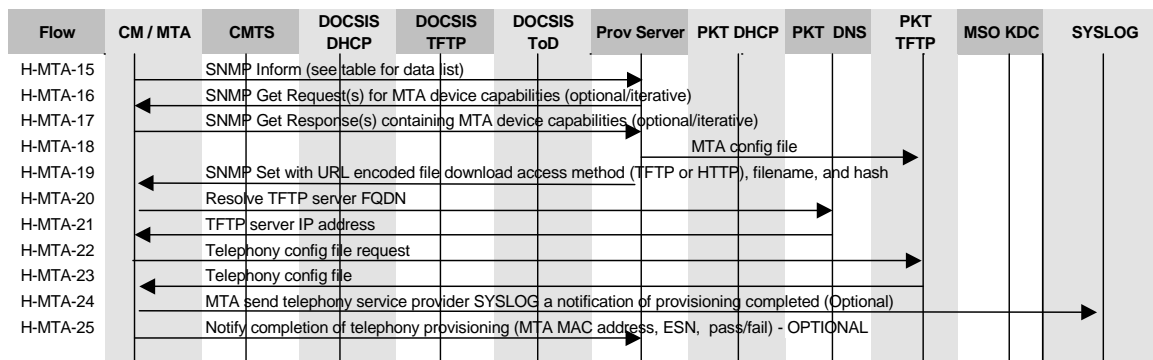 Flow CM / MTA CMTS DOCSIS DHCP DOCSIS TFTP DOCSIS ToD Prov Server PKT DHCP PKT DNS PKT TFTP MSO KDC SYSLOG
H-MTA-15 SNMP Inform (see table for data list)
H-MTA-16 SNMP Get Request(s) for MTA device capabilities (optional/iterative)
H-MTA-17 SNMP Get Response(s) containing MTA device capabilities (optional/iterative)
H-MTA-18 MTA config file
H-MTA-19 SNMP Set with URL encoded file download access method (TFTP or HTTP), filename, and hash
H-MTA-20 Resolve TFTP server FQDN
H-MTA-21 TFTP server IP address
H-MTA-22 Telephony config file request
H-MTA-23 Telephony config file
H-MTA-24 MTA send telephony service provider SYSLOG a notification of provisioning completed (Optional)
H-MTA-25 Notify completion of telephony provisioning (MTA MAC address, ESN, pass/fail) - OPTIONAL